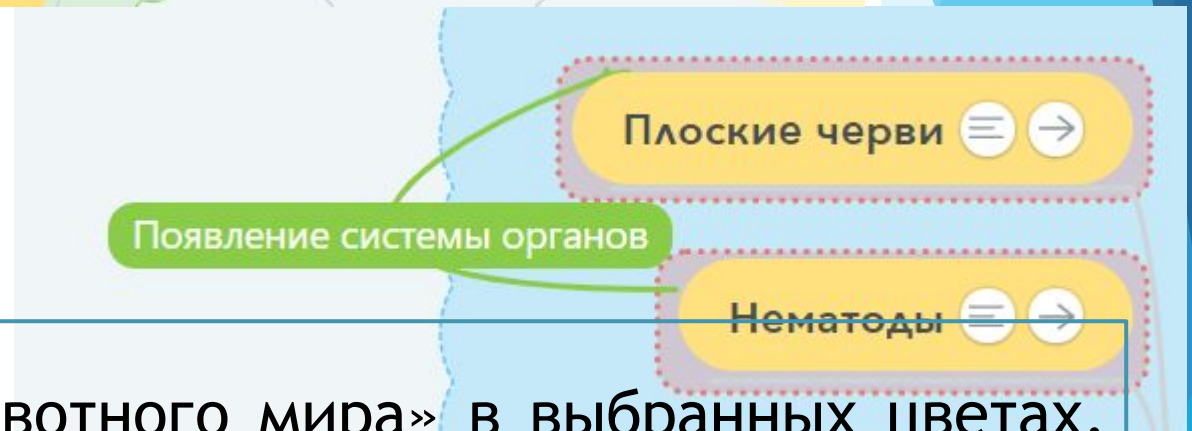 Плоские черви
Появление системы органов
Нематоды
вотного мира» в выбранных цветах.